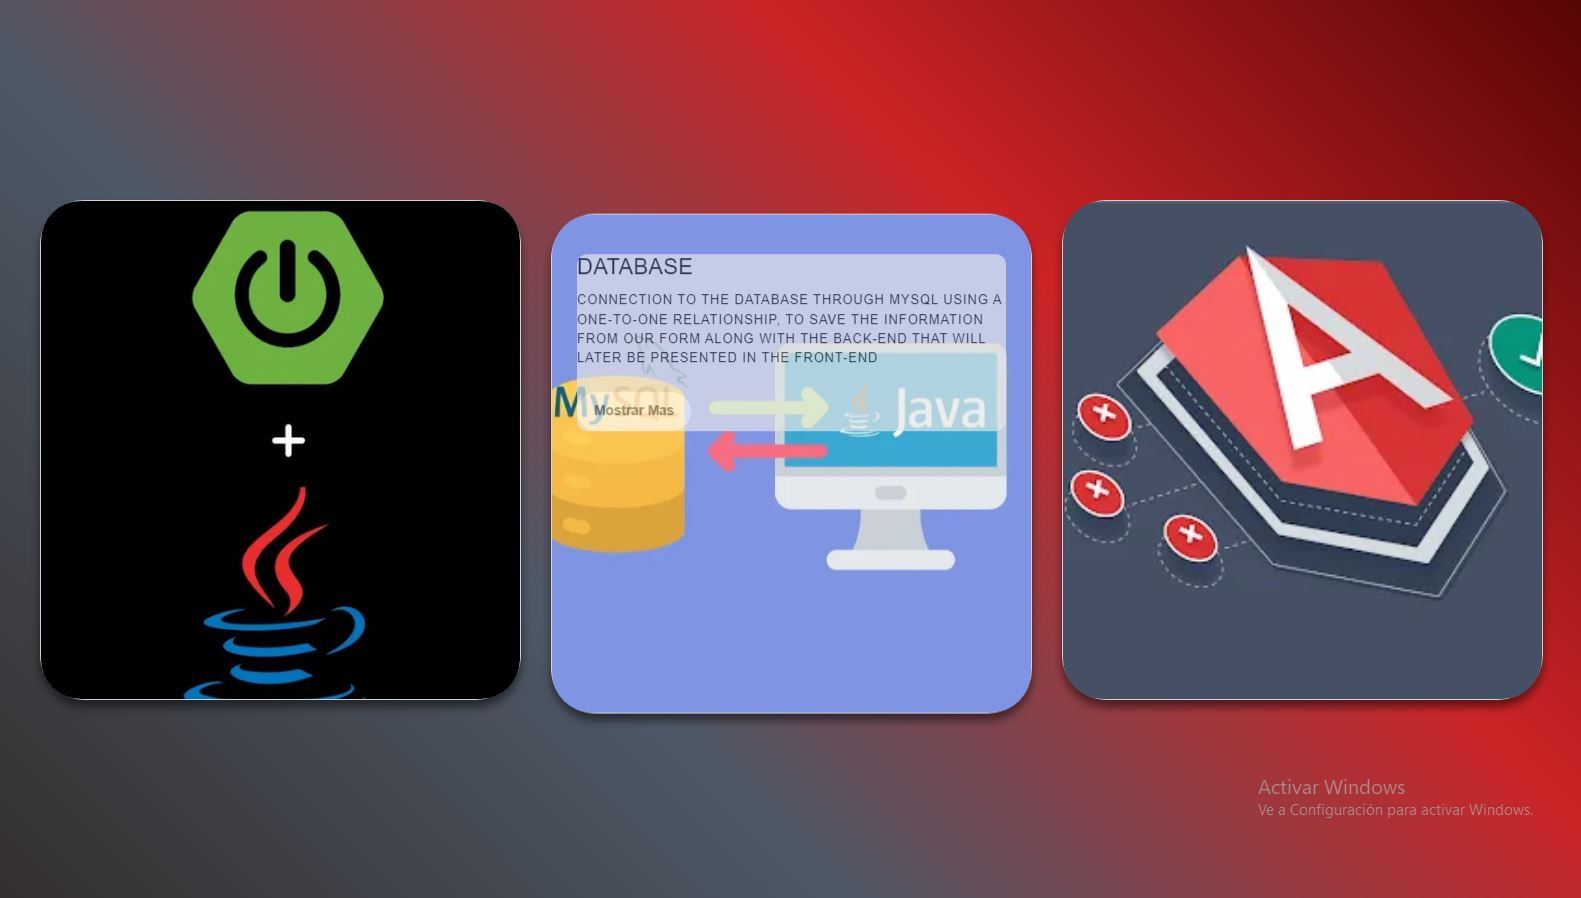 DATABASE
CONNECTION TO THE DATABASE THROUGH MYSQL USING A
ONE-TO-ONE RELATIONSHIP, TO SAVE THE INFORMATION
FROM OUR FORM ALONG WITH THE BACK-END THAT WILL
LATER BE PRESENTED IN THE FRONT-END
MySQL
Mostrar Mas
Java
Activar Windows
Ve a Configuración para activar Windows.